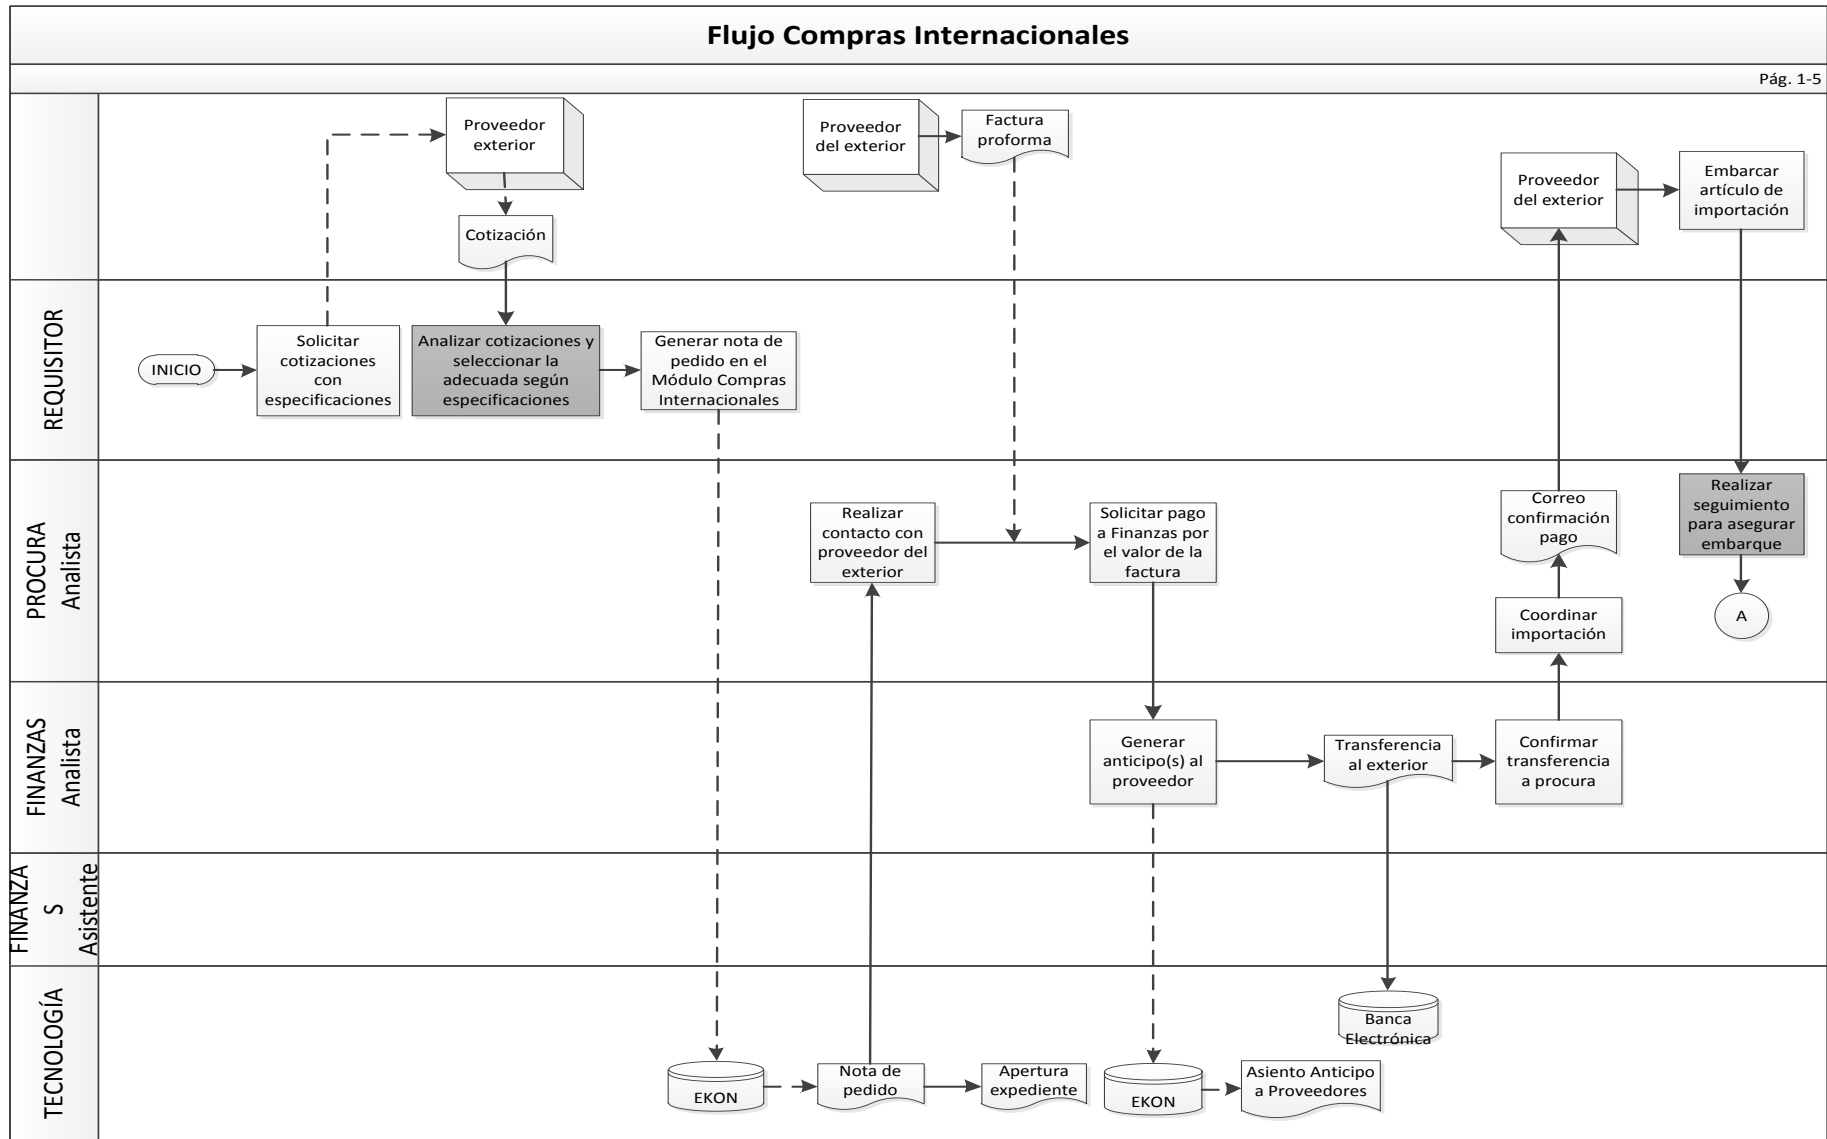 Flujo Compras Internacionales
Pág. 1-5
Proveedor
exterior
Cotización
Proveedor
del exterior
Factura
proforma
Proveedor
del exterior
Embarcar
artículo de
importación
REQUISITOR
INICIO
Solicitar
cotizaciones
con
especificaciones
Analizar cotizaciones y
seleccionar la
adecuada según
especificaciones
Generar nota de
pedido en el
Módulo Compras
Internacionales
PROCURA
Analista
Realizar
contacto con
proveedor del
exterior
Solicitar pago
a Finanzas por
el valor de la
factura
Correo
confirmación
pago
Coordinar
importación
Realizar
seguimiento
para asegurar
embarque
A
FINANZAS
Analista
Generar
anticipo(s) al
proveedor
Transferencia
al exterior
Confirmar
transferencia
a procura
FINANZA
S
Asistente
TECNOLOGÍA
EKON
Nota de
pedido
Apertura
expediente
EKON
Asiento Anticipo
a Proveedores
Banca
Electrónica